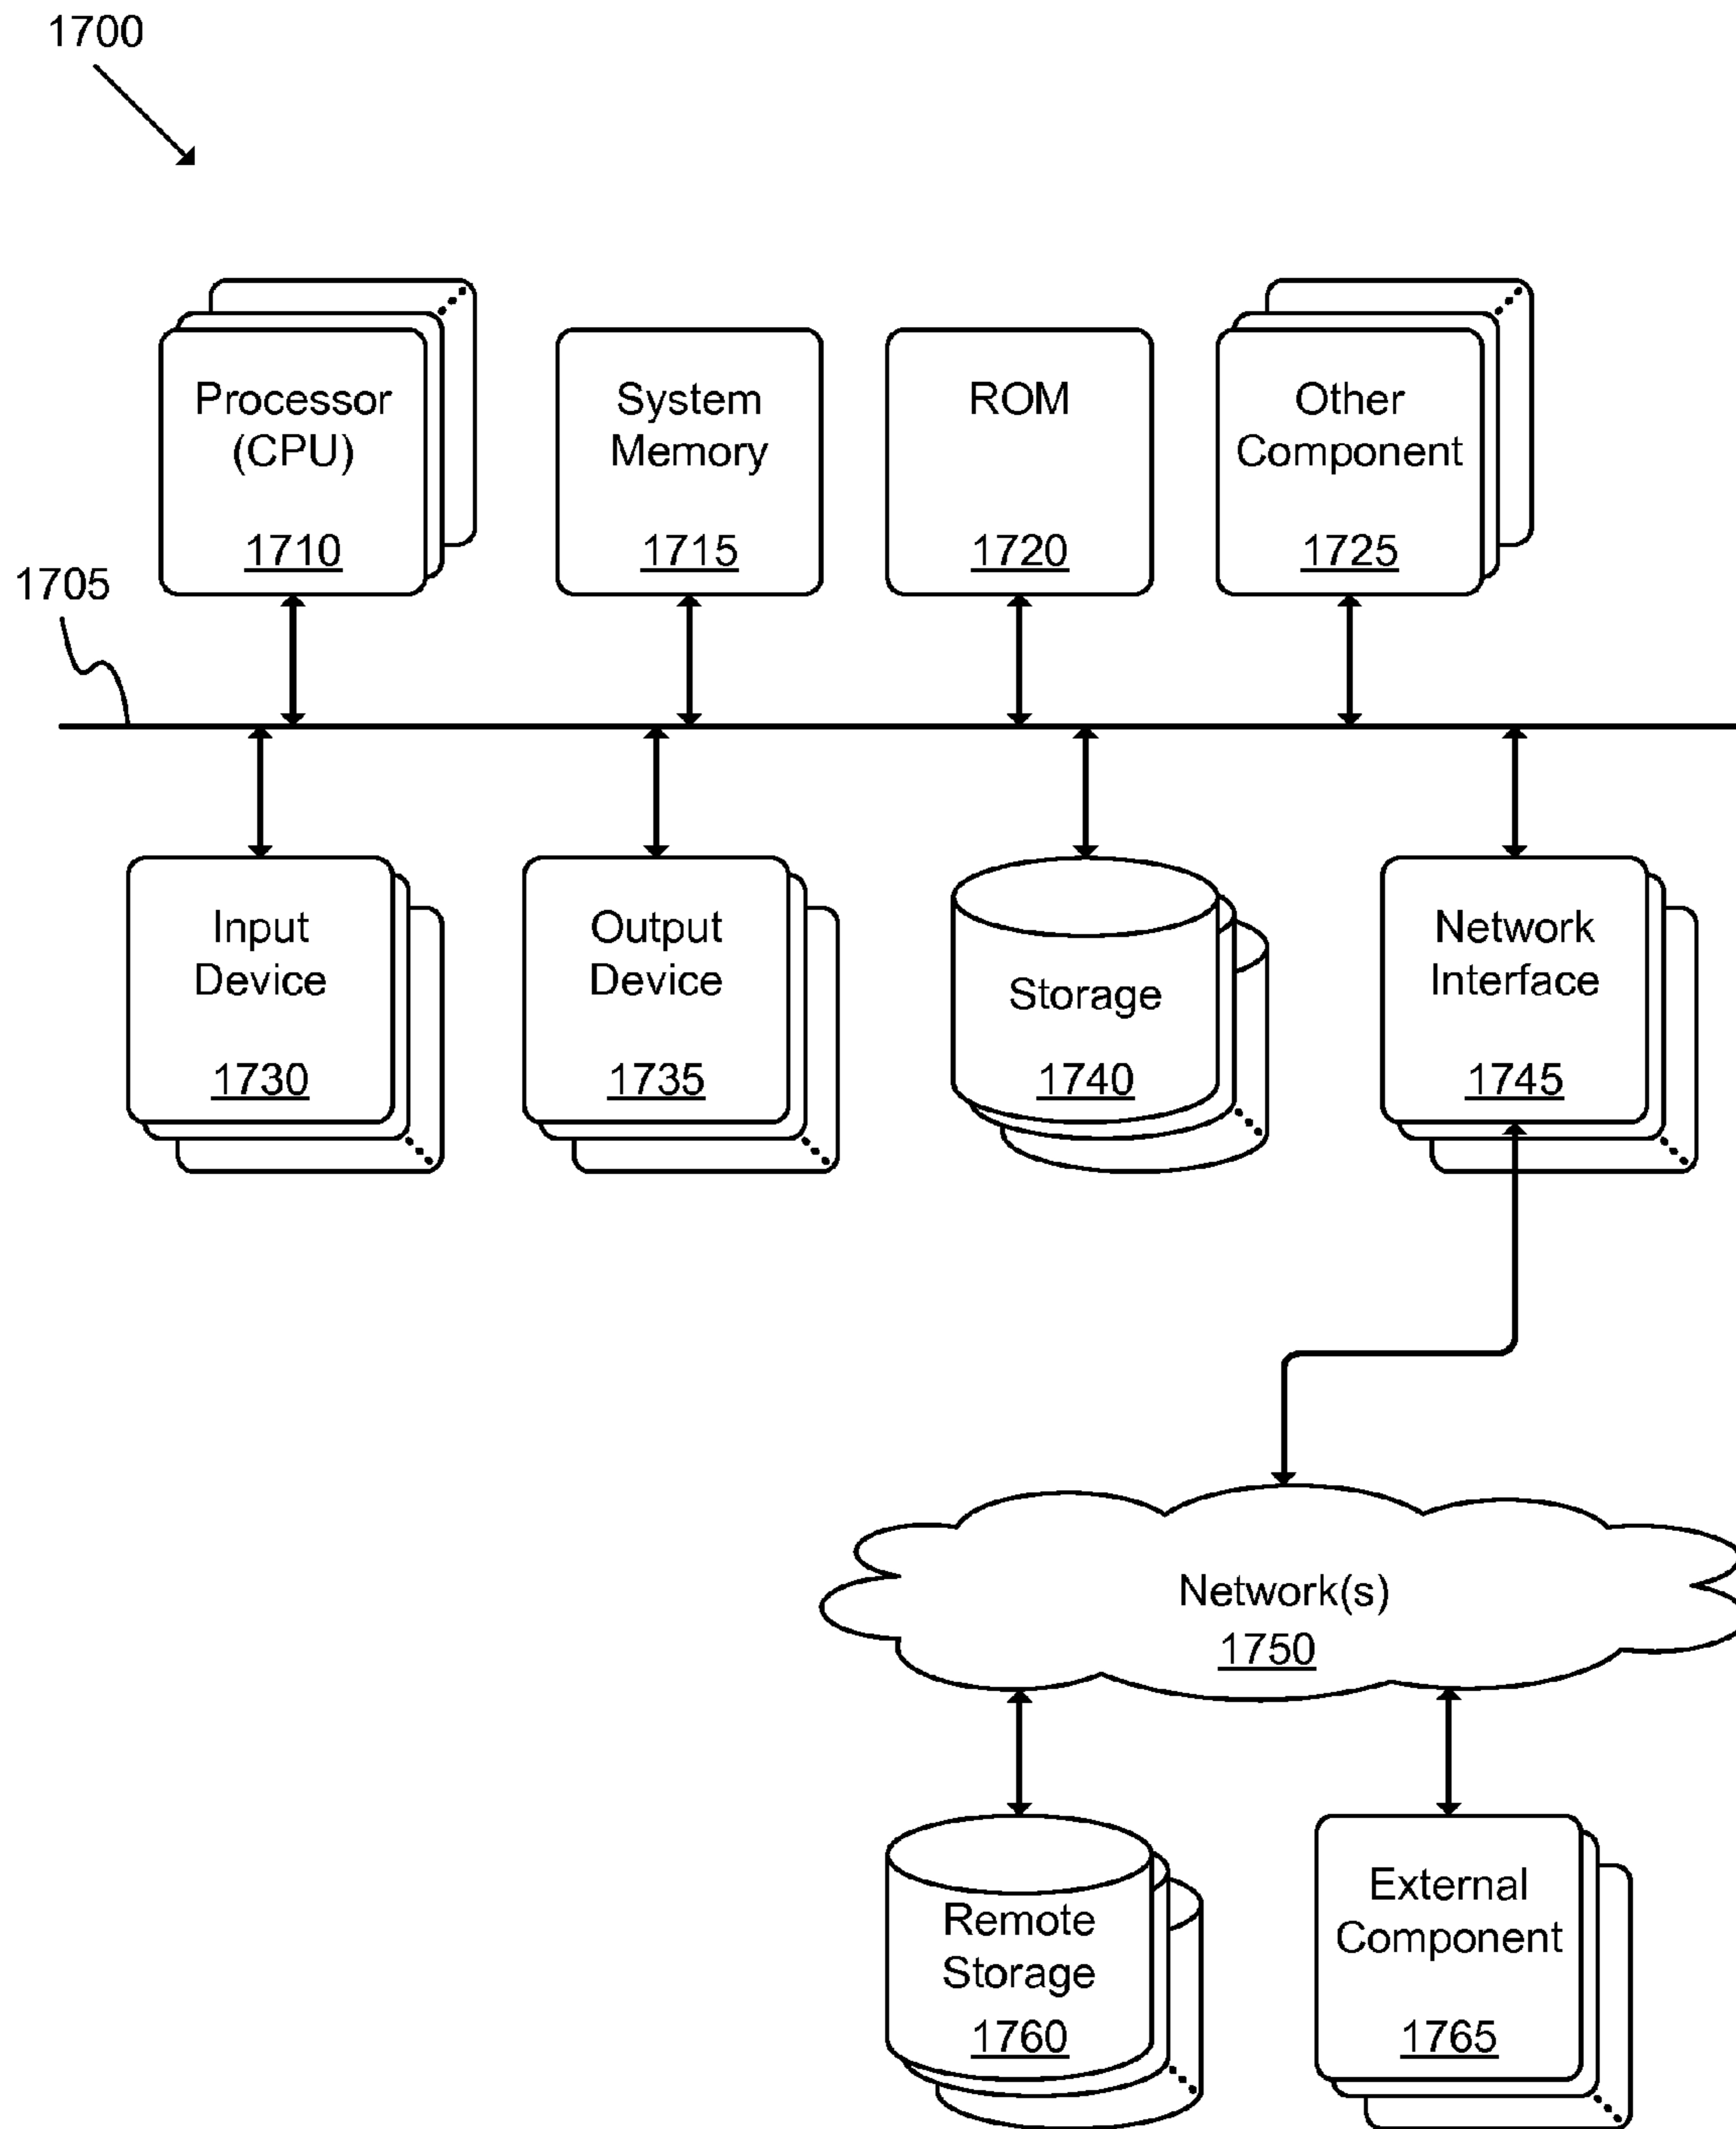 1700
Processor
(CPU)
1710
System
Memory
1715
ROM
1720
Other
Component
1725
1705
Input
Device
1730
Output
Device
1735
Storage
1740
Network
Interface
1745
Network(s)
1750
Remote
Storage
1760
External
Component
1765